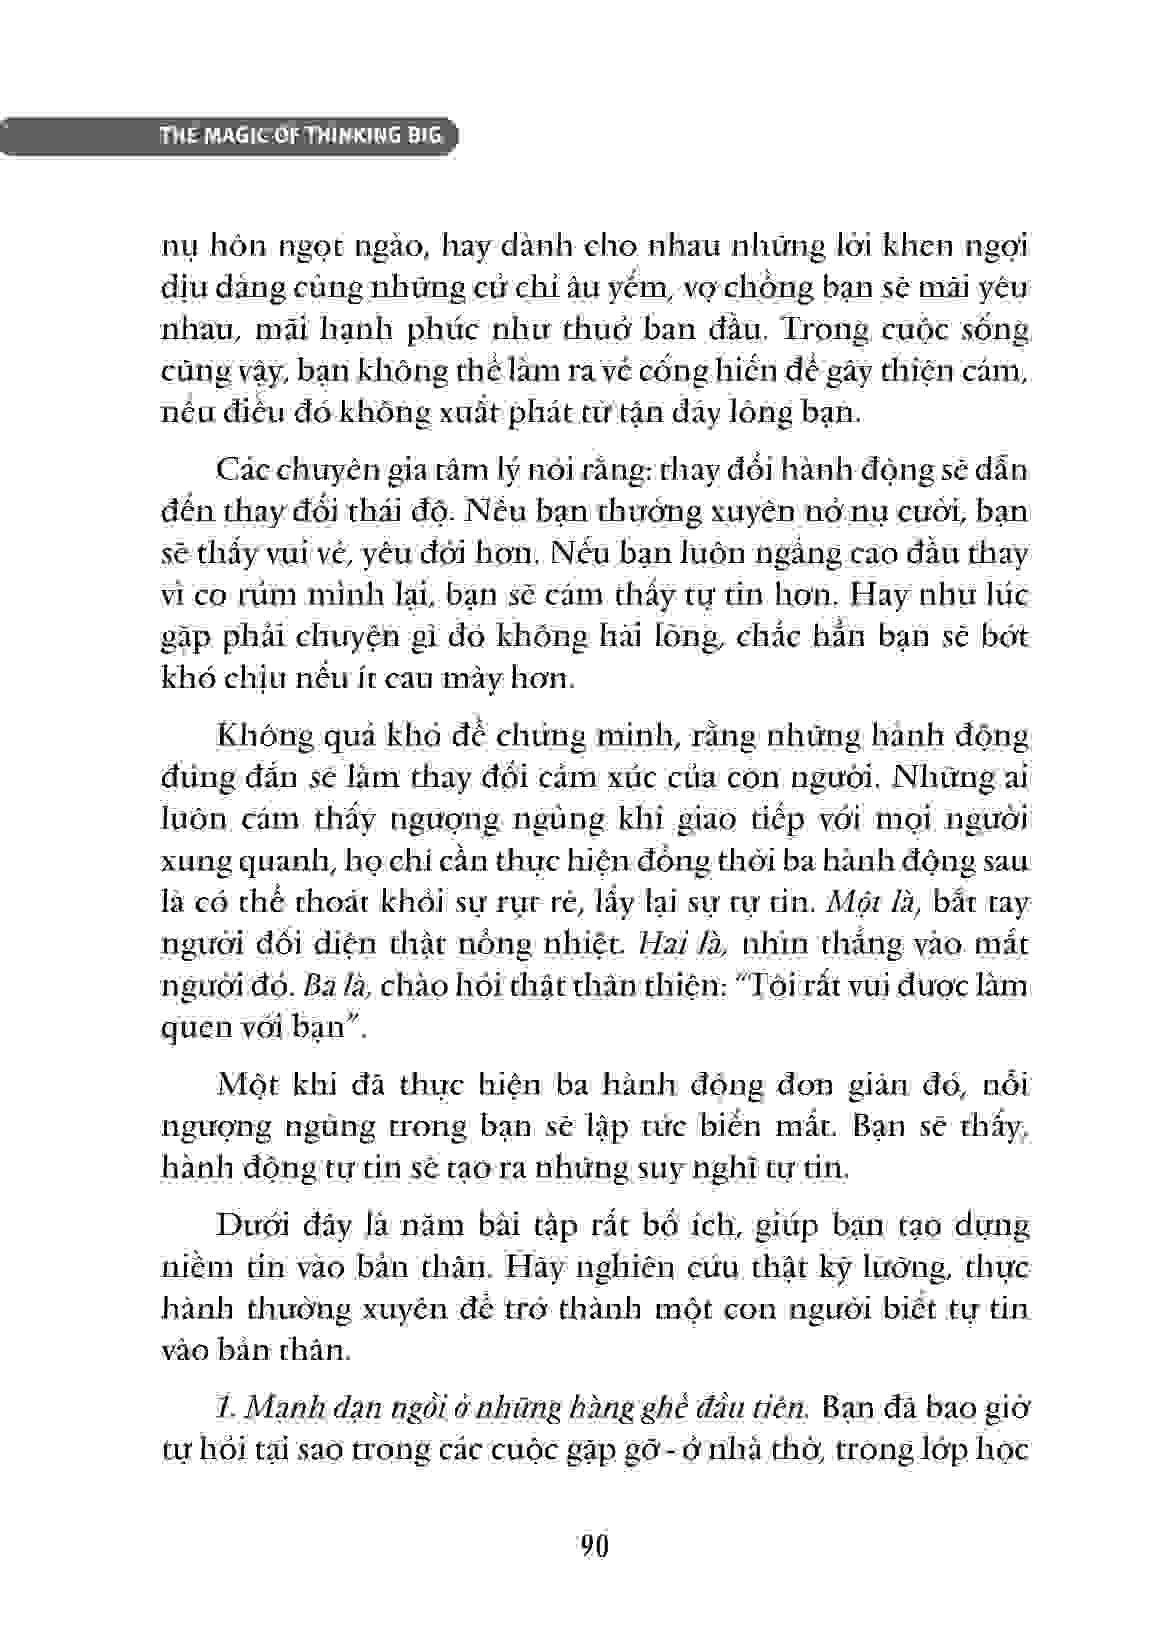 THE MAGIC OF THINKING BIG
nụ hôn ngọt ngào, hay dành cho nhau những lời khen ngợi
dịu dàng cùng những cử chỉ âu yếm, vợ chồng bạn sẽ mãi yêu
nhau, mãi hạnh phúc như thuở ban đầu. Trong cuộc sống
cũng vậy, bạn không thể làm ra vẻ cống hiến để gây thiện cảm,
nếu điều đó không xuất phát từ tận đáy lòng bạn.
Các chuyên gia tâm lý nói rằng: thay đổi hành động sẽ dẫn
đến thay đổi thái độ. Nếu bạn thường xuyên nở nụ cười, bạn
sẽ thấy vui vẻ, yêu đời hơn. Nếu bạn luôn ngẩng cao đầu thay
vì co rúm mình lại, bạn sẽ cảm thấy tự tin hơn. Hay như lúc
gặp phải chuyện gì đó không hài lòng, chắc hẳn bạn sẽ bớt
khó chịu nếu ít cau mày hơn.
Không quá khó để chứng minh, rằng những hành động
đúng đắn sẽ làm thay đổi cảm xúc của con người. Những ai
luôn cảm thấy ngượng ngùng khi giao tiếp với mọi người
xung quanh, họ chỉ cần thực hiện đồng thời ba hành động sau
là có thể thoát khỏi sự rụt rè, lấy lại sự tự tin. Một là, bắt tay
người đối diện thật nồng nhiệt. Hai là, nhìn thẳng vào mắt
người đó. Ba là, chào hỏi thật thân thiện: “Tôi rất vui được làm
quen với bạn”.
Một khi đã thực hiện ba hành động đơn giản đó, nỗi
ngượng ngùng trong bạn sẽ lập tức biến mất. Bạn sẽ thấy,
hành động tự tin sẽ tạo ra những suy nghĩ tự tin.
Dưới đây là năm bài tập rất bổ ích, giúp bạn tạo dựng
niềm tin vào bản thân. Hãy nghiên cứu thật kỹ lưỡng, thực
hành thường xuyên để trở thành một con người biết tự tin
vào bản thân.
1. Mạnh dạn ngồi ở những hàng ghế đầu tiên. Bạn đã bao giờ
tự hỏi tại sao trong các cuộc gặp gỡ - ở nhà thờ, trong lớp học
90